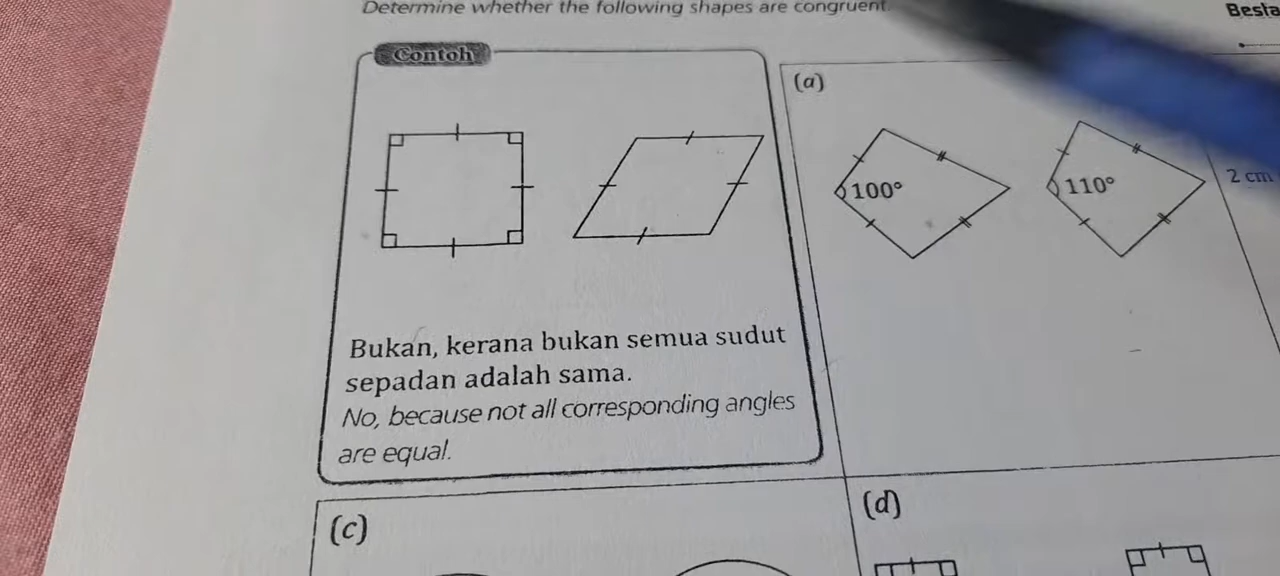 Determine whether the following shapes are congruent.
Contoh
Bukan, kerana bukan semua sudut
sepadan adalah sama.
No, because not all corresponding angles
are equal.
(a)
100°
110°
2 cm
(c)
(d)